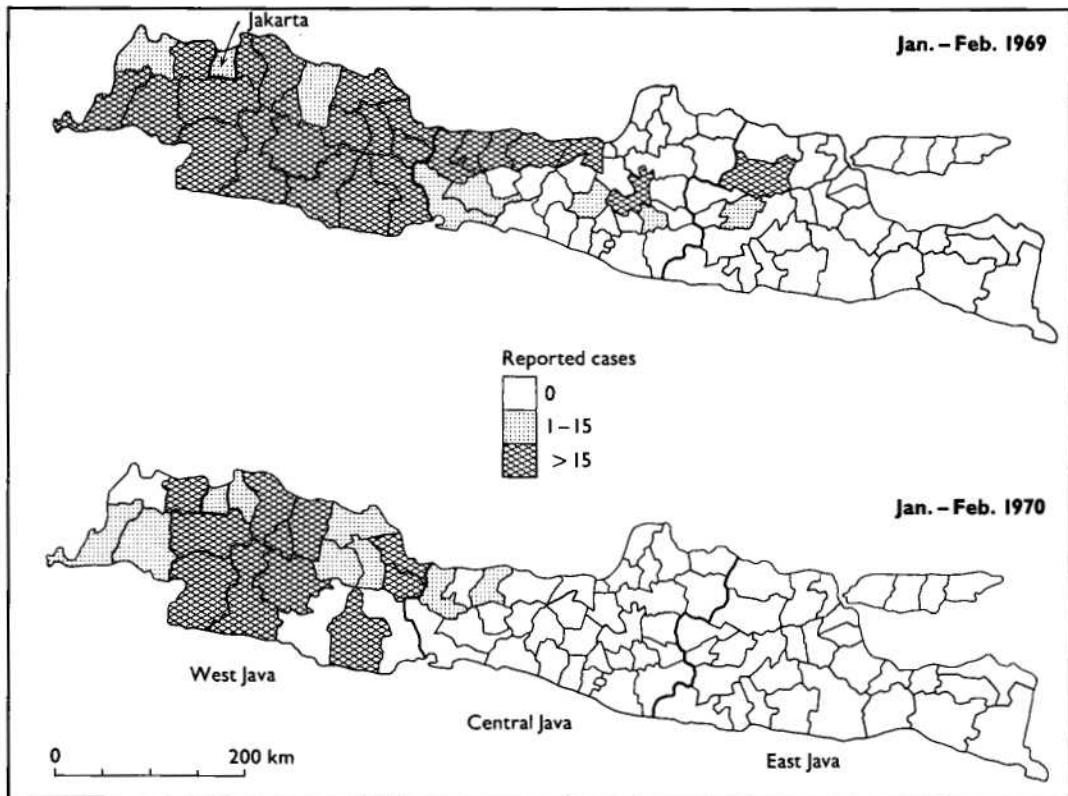 Jakarta
Jan. – Feb. 1969
Reported cases
0
1 – 15
> 15
Jan. – Feb. 1970
West Java
Central Java
East Java
0 200 km